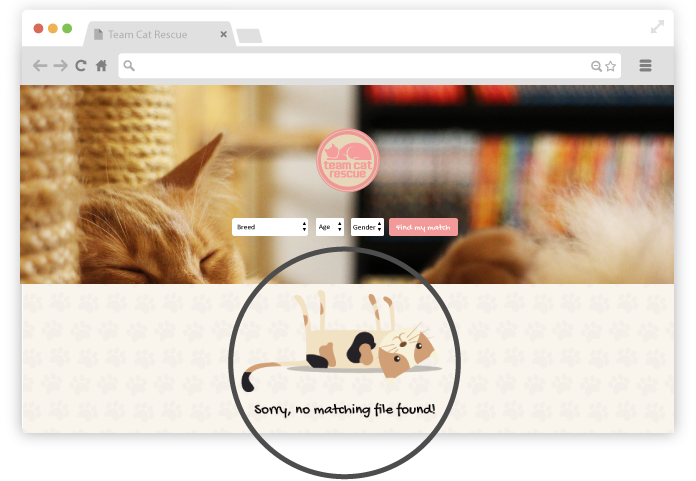 Team Cat Rescue
team cat
rescue
Breed
Age
Gender
Find my match
Sorry, no matching file found!